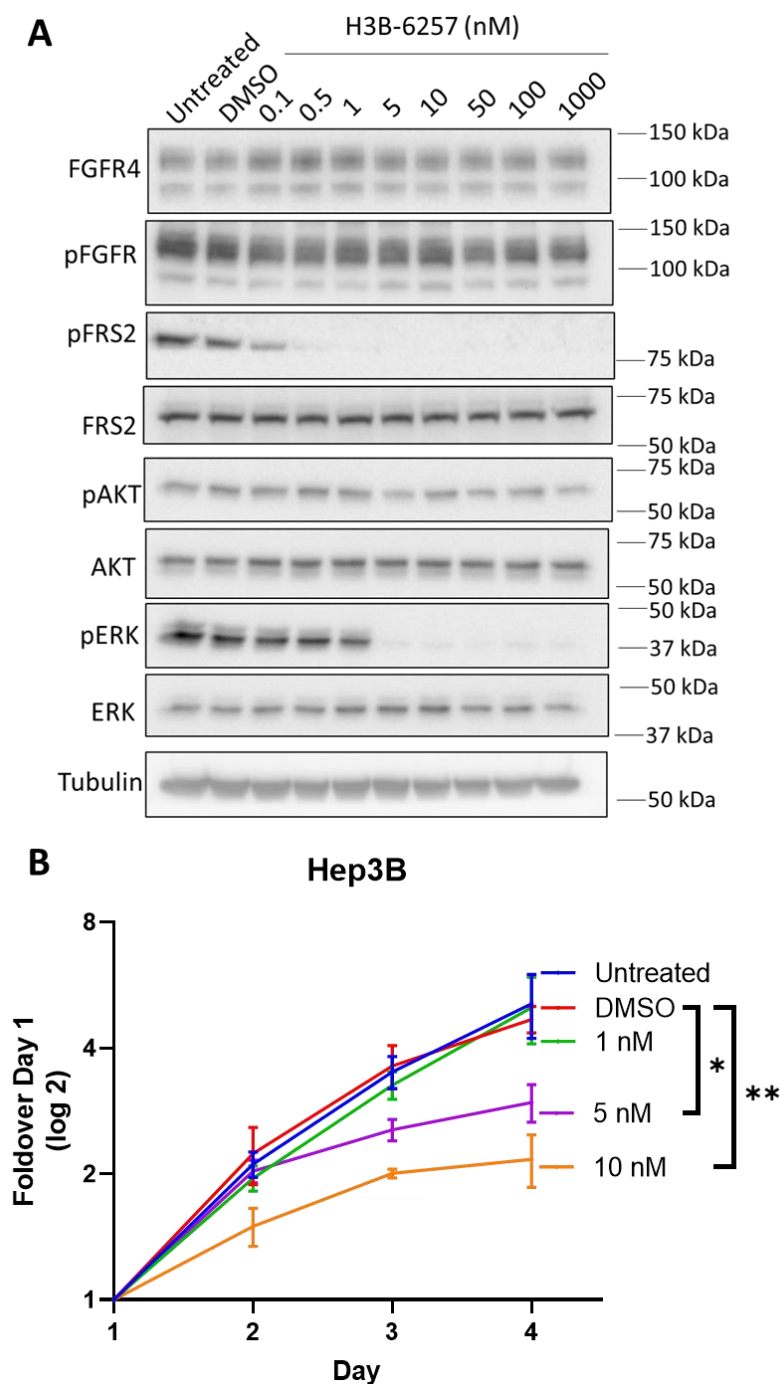 A
H3B-6257 (nM)
Untreated DMSO 0.1 0.5 1 5 10 50 100 1000
FGFR4 150 kDa
100 kDa
pFGFR 150 kDa
100 kDa
pFRS2
75 kDa
FRS2 75 kDa
50 kDa
pAKT 75 kDa
50 kDa
AKT 75 kDa
50 kDa
pERK 50 kDa
37 kDa
ERK 50 kDa
37 kDa
Tubulin
50 kDa
B
Hep3B
8
4
2
1
Foldover Day 1
(log 2)
Untreated
DMSO
1 nM
5 nM
10 nM
*
**
1 2 3 4
Day